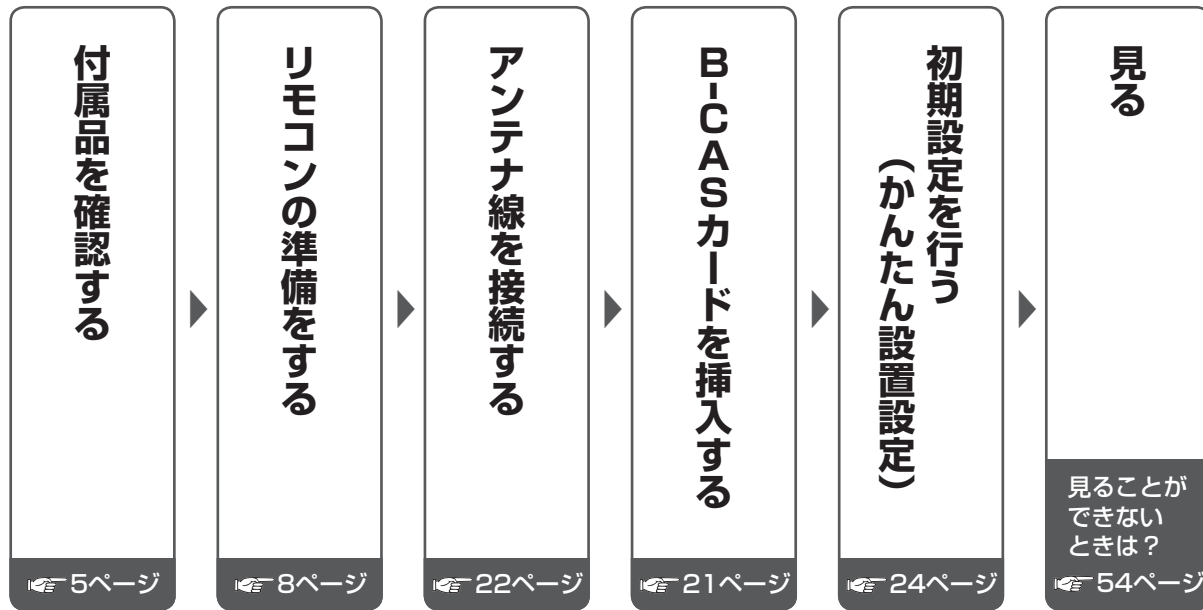 付属品を確認する
☞5ページ
リモコンの準備をする
☞8ページ
アンテナ線を接続する
☞22ページ
B-CASカードを挿入する
☞21ページ
初期設定を行う
（かんたん設置設定）
☞24ページ
見る
見ることが
できない
ときは？
☞54ページ